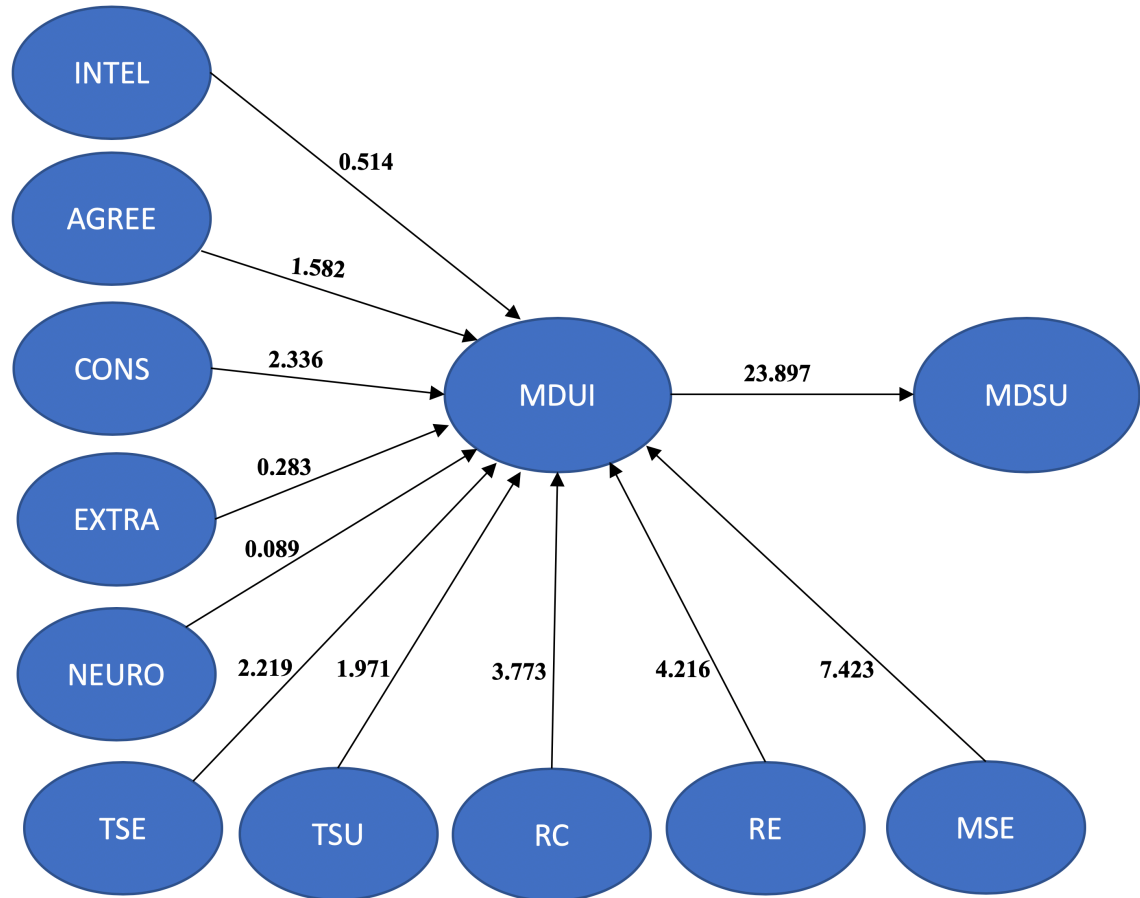 INTEL
0.514
AGREE
1.582
CONS
2.336
MDUI
23.897
MDSU
EXTRA
0.283
0.089
NEURO
2.219
1.971
3.773
4.216
7.423
TSE
TSU
RC
RE
MSE